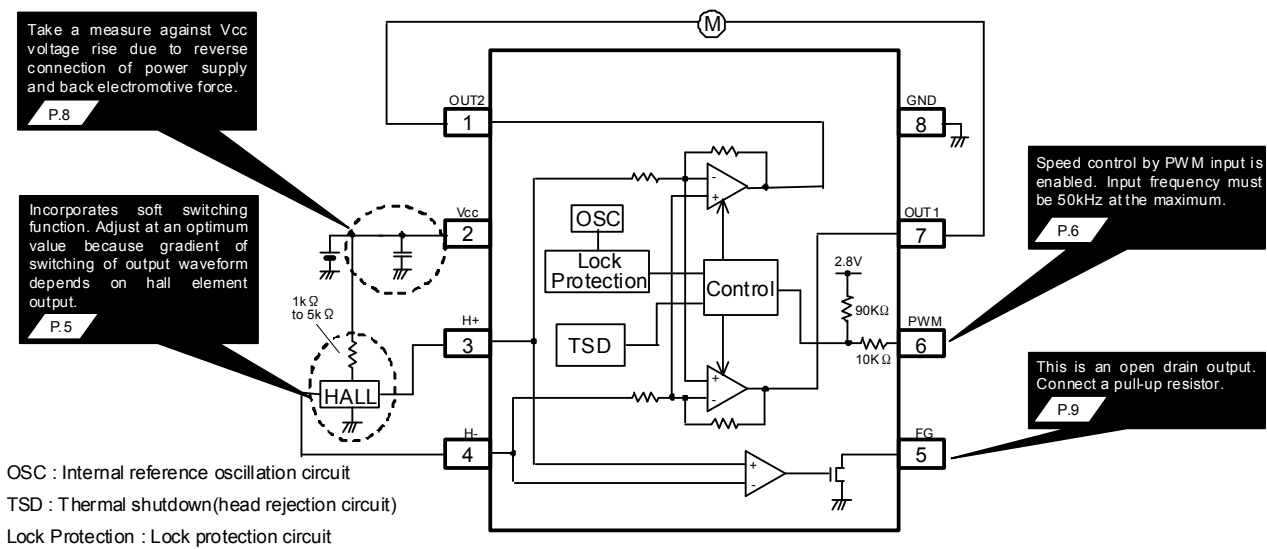 Take a measure against Vcc
voltage rise due to reverse
connection of power supply
and back electromotive force.
P.8
Incorporates soft switching
function. Adjust at an optimum
value because gradient of
switching of output waveform
depends on hall element
output.
P.5
M
OUT2
1
GND
8
Vcc
2
OUT1
7
H+
3
PWM
6
H-
4
FG
5
1kΩ
to 5kΩ
HALL
-
+
OSC
Lock
Protection
Control
TSD
2.8V
90KΩ
10KΩ
+
-
+
-
Speed control by PWM input is
enabled. Input frequency must
be 50kHz at the maximum.
P.6
This is an open drain output.
Connect a pull-up resistor.
P.9
OSC : Internal reference oscillation circuit
TSD : Thermal shutdown(head rejection circuit)
Lock Protection : Lock protection circuit